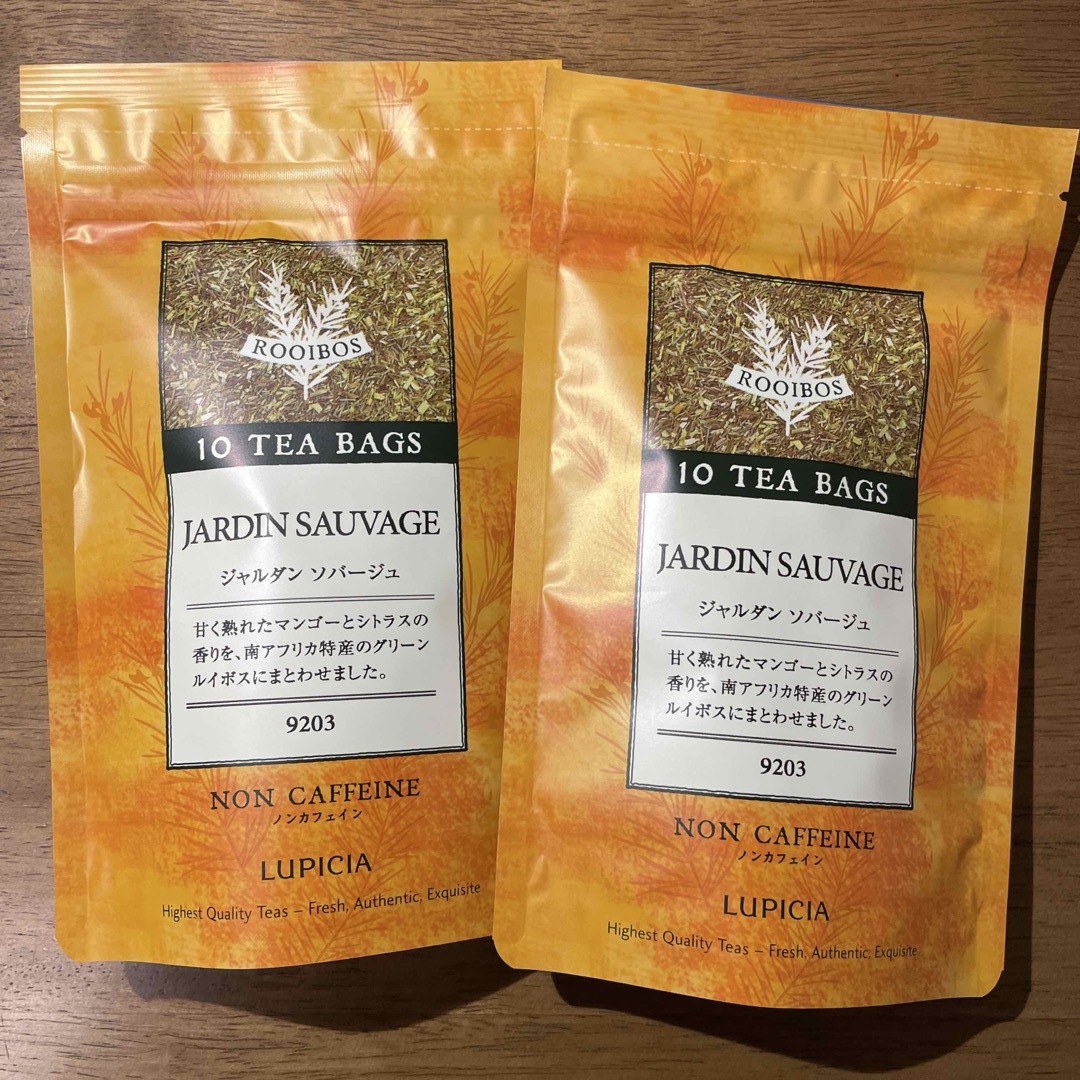 ROOIBOS
10 TEA BAGS
JARDIN SAUVAGE
ジャルダン ソバージュ
甘く熟れたマンゴーとシトラスの
香りを、南アフリカ特産のグリーン
ルイボスにまとわせました。
9203
NON CAFFEINE
ノンカフェイン
LUPICIA
Highest Quality Teas – Fresh, Authentic, Exquisite
ROOIBOS
10 TEA BAGS
JARDIN SAUVAGE
ジャルダン ソバージュ
甘く熟れたマンゴーとシトラスの
香りを、南アフリカ特産のグリーン
ルイボスにまとわせました。
9203
NON CAFFEINE
ノンカフェイン
LUPICIA
Highest Quality Teas – Fresh, Authentic, Exquisite